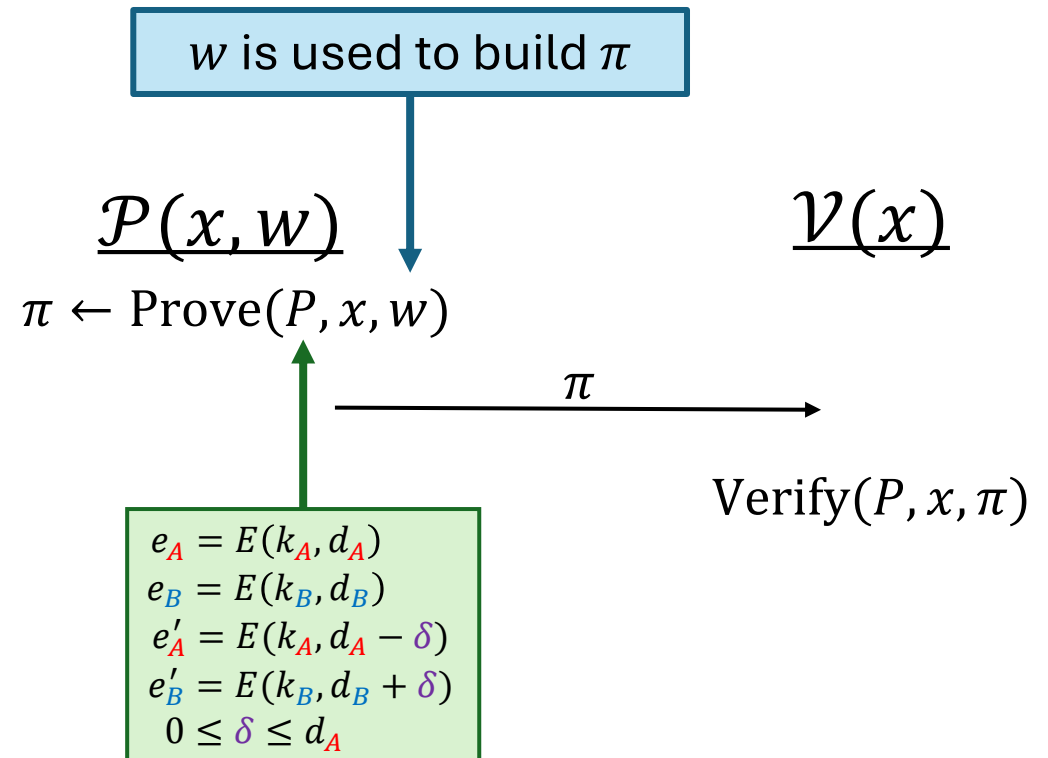 w is used to build π
𝒫(x, w)
𝒱(x)
π ← Prove(P, x, w)
π
Verify(P, x, π)
e_A = E(k_A, d_A)
e_B = E(k_B, d_B)
e′_A = E(k_A, d_A − δ)
e′_B = E(k_B, d_B + δ)
0 ≤ δ ≤ d_A